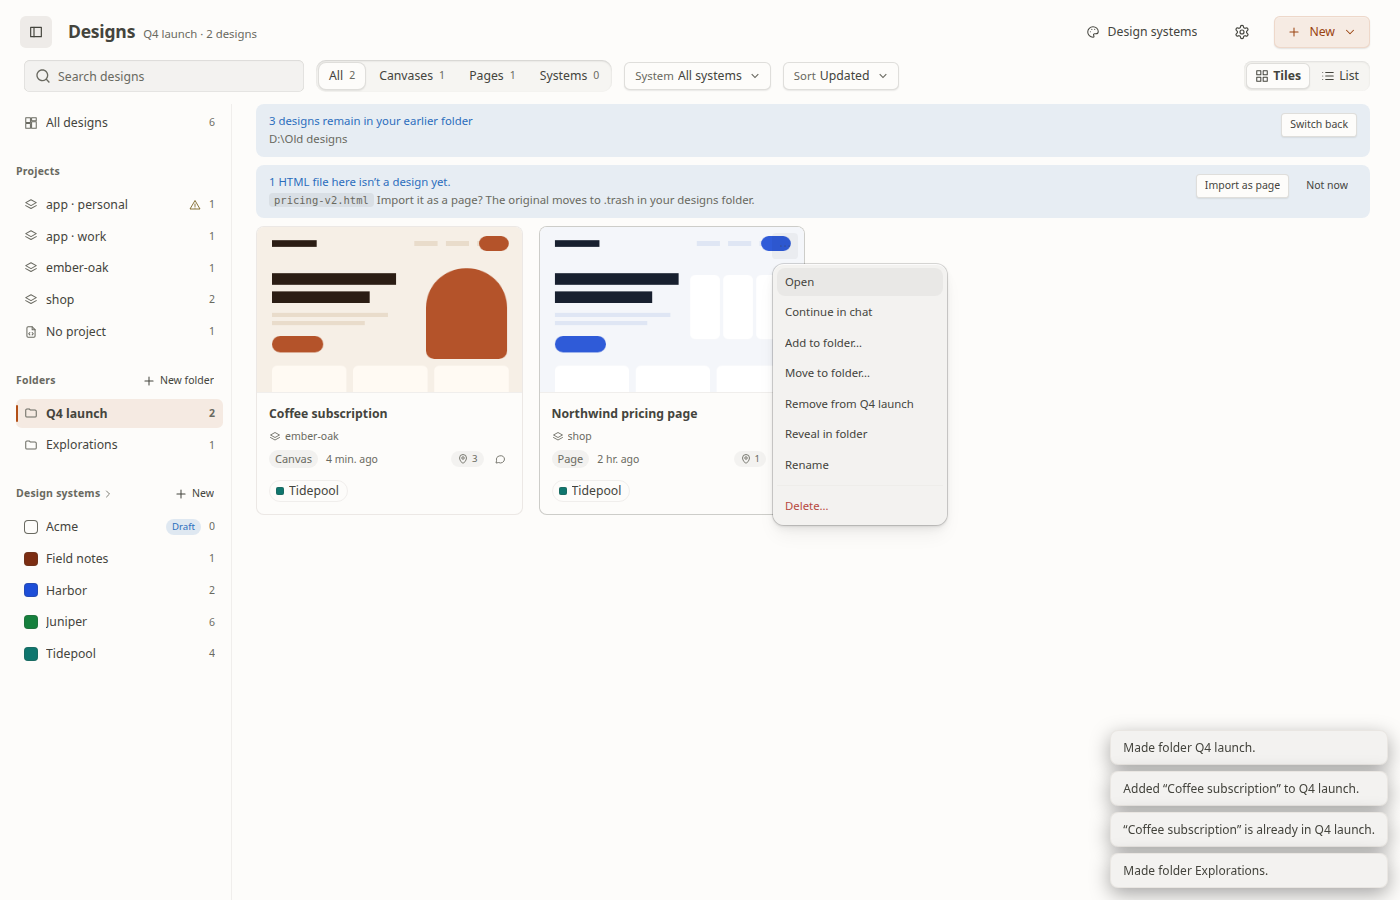 Designs Q4 launch · 2 designs
Design systems
New
Search designs
All 2
Canvases 1
Pages 1
Systems 0
System All systems
Sort Updated
Tiles
List
All designs 6
Projects
app · personal 1
app · work 1
ember-oak 1
shop 2
No project 1
Folders
New folder
Q4 launch 2
Explorations 1
Design systems
New
Acme Draft 0
Field notes 1
Harbor 2
Juniper 6
Tidepool 4
3 designs remain in your earlier folder
D:\Old designs
Switch back
1 HTML file here isn’t a design yet.
pricing-v2.html Import it as a page? The original moves to .trash in your designs folder.
Import as page
Not now
Coffee subscription
ember-oak
Canvas 4 min. ago 3
Tidepool
Northwind pricing page
shop
Page 2 hr. ago 1
Tidepool
Open
Continue in chat
Add to folder…
Move to folder…
Remove from Q4 launch
Reveal in folder
Rename
Delete…
Made folder Q4 launch.
Added “Coffee subscription” to Q4 launch.
“Coffee subscription” is already in Q4 launch.
Made folder Explorations.